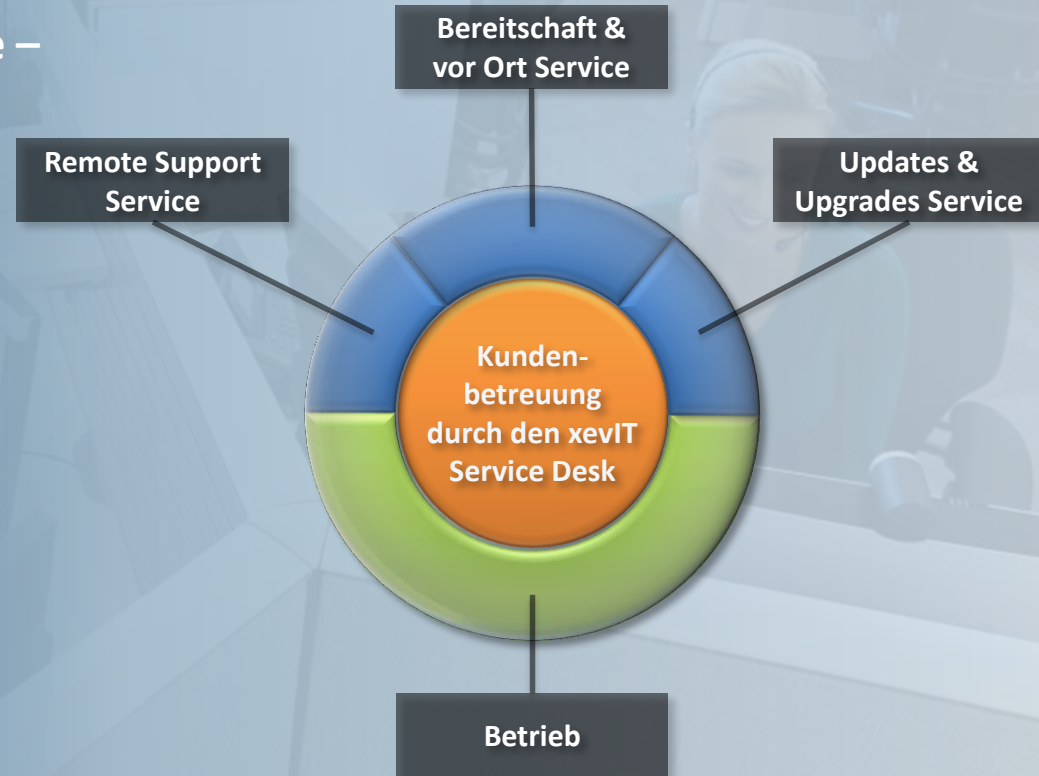 e –
Bereitschaft &
vor Ort Service
Remote Support
Service
Updates &
Upgrades Service
Kunden-
betreuung
durch den xevIT
Service Desk
Betrieb